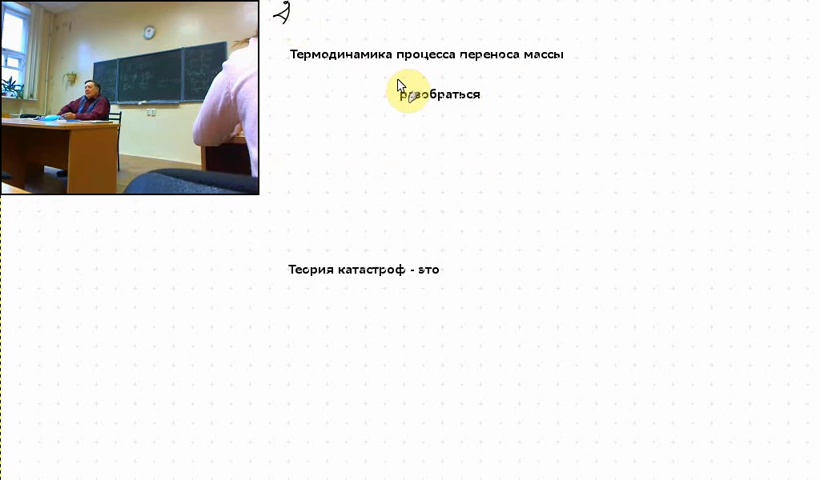 Термодинамика процесса переноса массы
разобраться
Теория катастроф - это